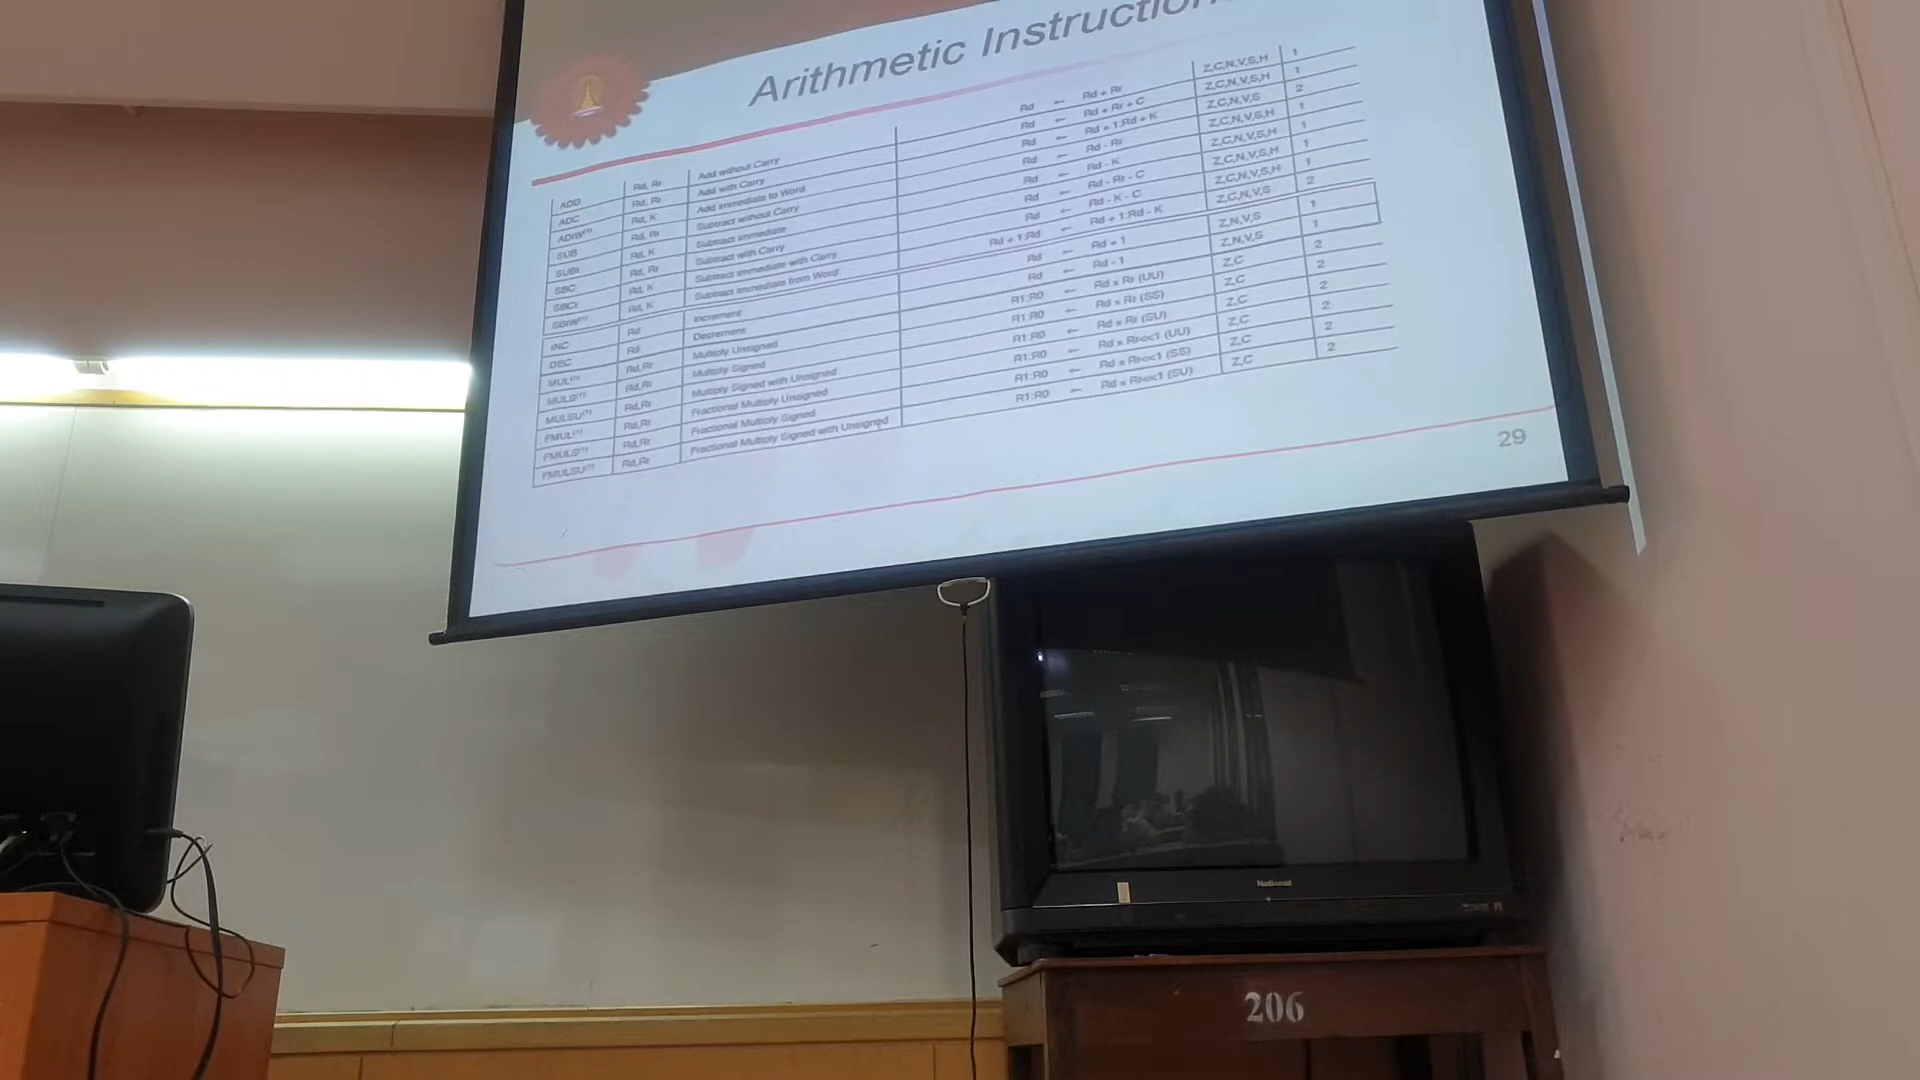 Arithmetic Instruction
ADD Rd, Rr Add without Carry Rd ← Rd + Rr Z,C,N,V,S,H 1
ADC Rd, Rr Add with Carry Rd ← Rd + Rr + C Z,C,N,V,S,H 1
ADIW(1) Rd, K Add Immediate to Word Rd ← Rd + 1:Rd + K Z,C,N,V,S 2
SUB Rd, Rr Subtract without Carry Rd ← Rd - Rr Z,C,N,V,S,H 1
SUBI Rd, K Subtract Immediate Rd ← Rd - K Z,C,N,V,S,H 1
SBC Rd, Rr Subtract with Carry Rd ← Rd - Rr - C Z,C,N,V,S,H 1
SBCI Rd, K Subtract Immediate with Carry Rd ← Rd - K - C Z,C,N,V,S,H 1
SBIW(1) Rd, K Subtract Immediate from Word Rd + 1:Rd ← Rd + 1:Rd - K Z,C,N,V,S 2
INC Rd Increment Rd ← Rd + 1 Z,N,V,S 1
DEC Rd Decrement Rd ← Rd - 1 Z,N,V,S 1
MUL(1) Rd,Rr Multiply Unsigned R1:R0 ← Rd x Rr (UU) Z,C 2
MULS(1) Rd,Rr Multiply Signed R1:R0 ← Rd x Rr (SS) Z,C 2
MULSU(1) Rd,Rr Multiply Signed with Unsigned R1:R0 ← Rd x Rr (SU) Z,C 2
FMUL(1) Rd,Rr Fractional Multiply Unsigned R1:R0 ← Rd x Rr<<1 (UU) Z,C 2
FMULS(1) Rd,Rr Fractional Multiply Signed R1:R0 ← Rd x Rr<<1 (SS) Z,C 2
FMULSU(1) Rd,Rr Fractional Multiply Signed with Unsigned R1:R0 ← Rd x Rr<<1 (SU) Z,C 2
29
National
206